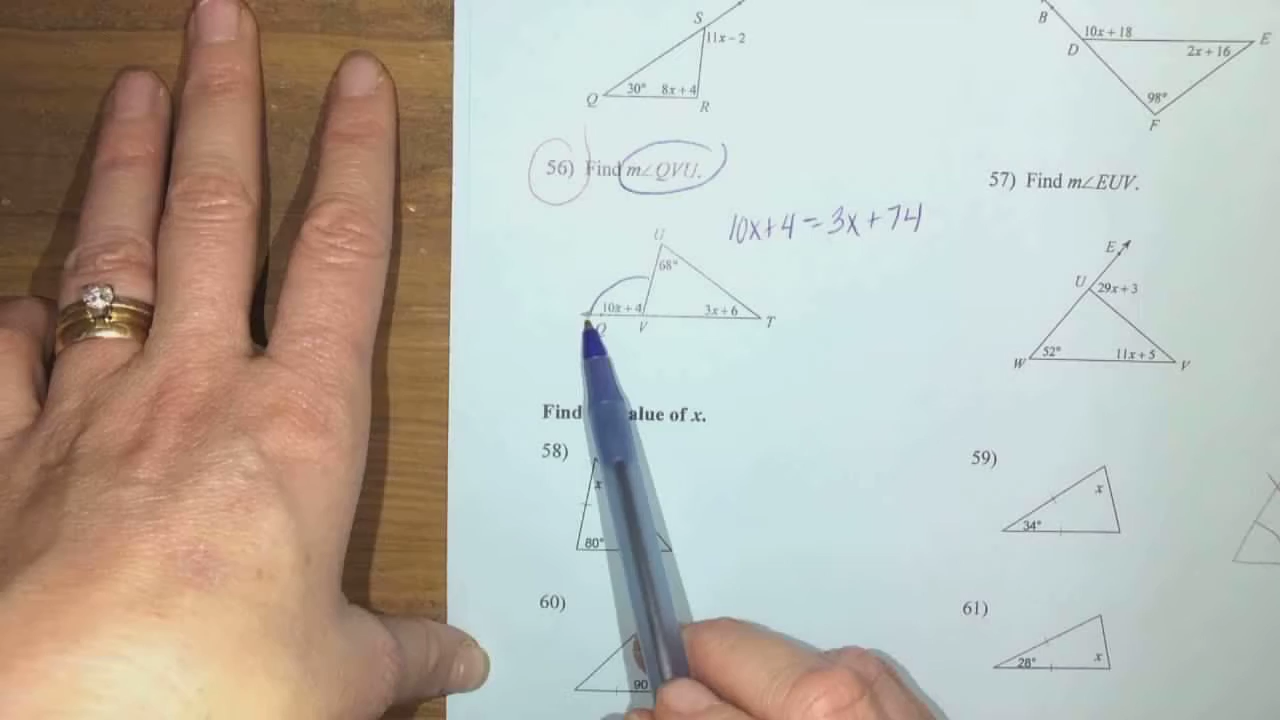 S
11x−2
30°
8x+4
Q
R
B
10x+18
D
2x+16
E
98°
F
56) Find m∠QVU.
57) Find m∠EUV.
10x+4=3x+74
U
68°
10x+4
3x+6
Q
V
T
E
U
29x+3
52°
11x+5
W
V
Find alue of x.
58)
x
80°
59)
x
34°
60)
90
61)
28°
x